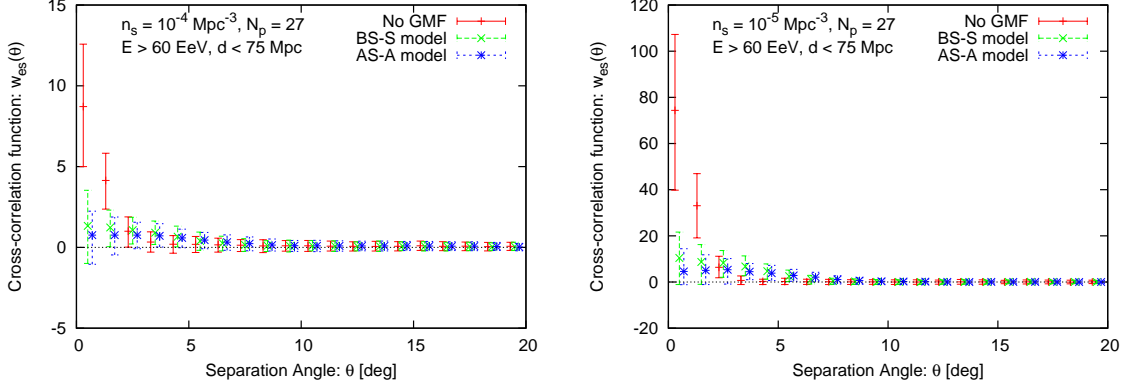 n_s = 10^-4 Mpc^-3, N_p = 27
E > 60 EeV, d < 75 Mpc
No GMF
BS-S model
AS-A model
Cross-correlation function: w_es(θ)
15
10
5
0
-5
0 5 10 15 20
Separation Angle: θ [deg]
n_s = 10^-5 Mpc^-3, N_p = 27
E > 60 EeV, d < 75 Mpc
No GMF
BS-S model
AS-A model
Cross-correlation function: w_es(θ)
120
100
80
60
40
20
0
-20
0 5 10 15 20
Separation Angle: θ [deg]